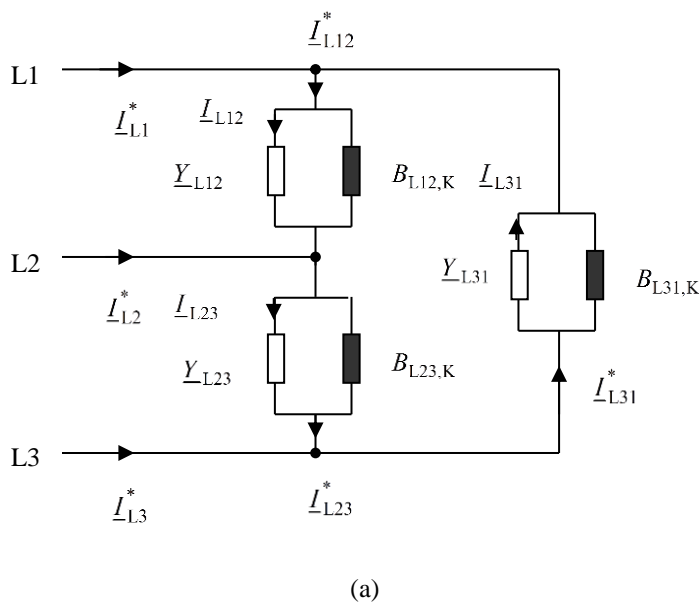 I*L12
L1
I*L1
IL12
YL12
BL12,K
IL31
L2
I*L2
IL23
YL23
BL23,K
YL31
BL31,K
I*L31
L3
I*L3
I*L23
(a)